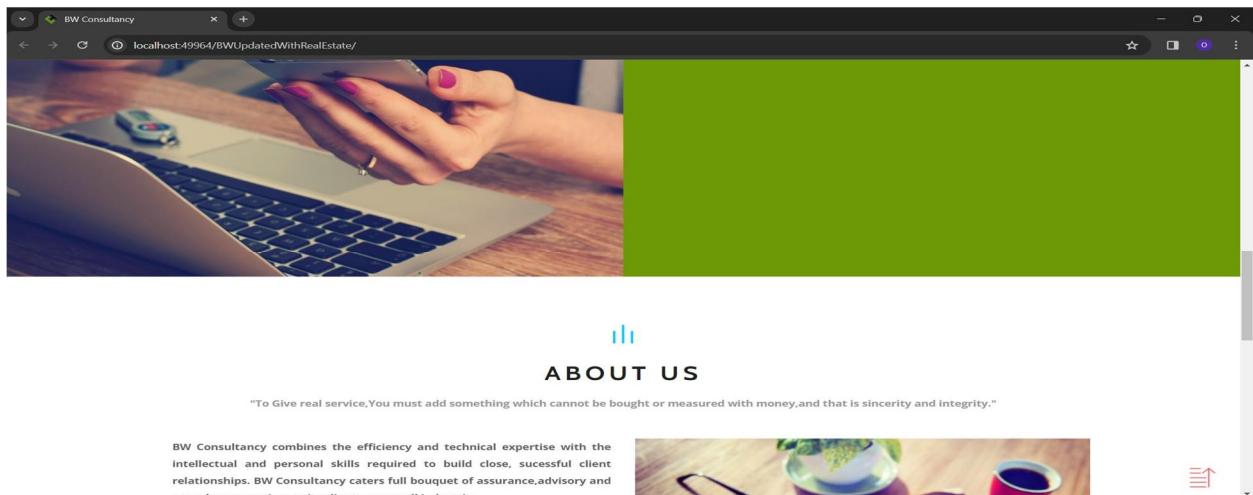 BW Consultancy
localhost:49964/BWUpdatedWithRealEstate/
O
ABOUT US
"To Give real service,You must add something which cannot be bought or measured with money,and that is sincerity and integrity."
BW Consultancy combines the efficiency and technical expertise with the
intellectual and personal skills required to build close, sucessful client
relationships. BW Consultancy caters full bouquet of assurance,advisory and